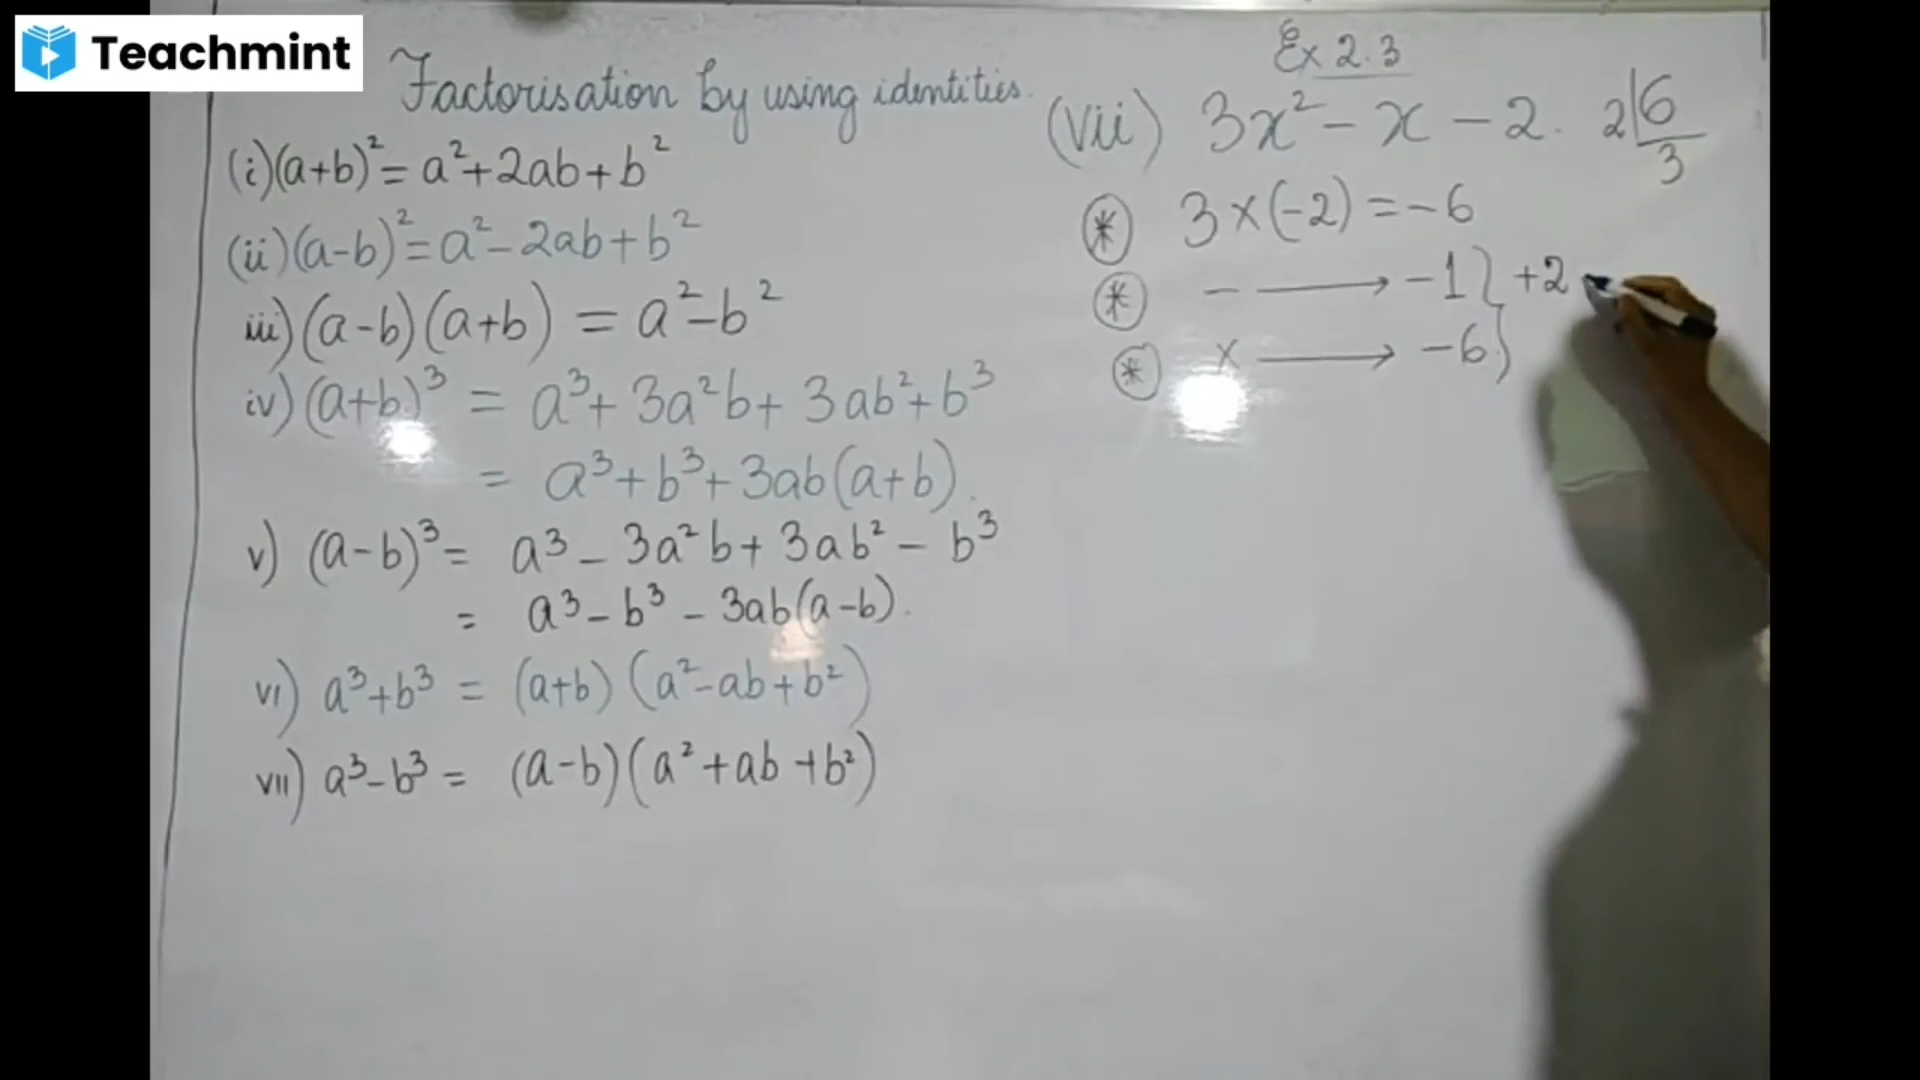 Teachmint
Factorisation by using identities.
(i) (a+b)² = a²+2ab+b²
(ii) (a-b)² = a²-2ab+b²
iii) (a-b)(a+b) = a²-b²
iv) (a+b)³ = a³+3a²b+3ab²+b³
= a³+b³+3ab(a+b).
v) (a-b)³ = a³-3a²b+3ab²-b³
= a³-b³-3ab(a-b).
vi) a³+b³ = (a+b)(a²-ab+b²)
vii) a³-b³ = (a-b)(a²+ab+b²)
Ex 2.3
(vii) 3x²-x-2. 2|6
3
* 3×(-2)=-6
* - → -1} +2
* × → -6}